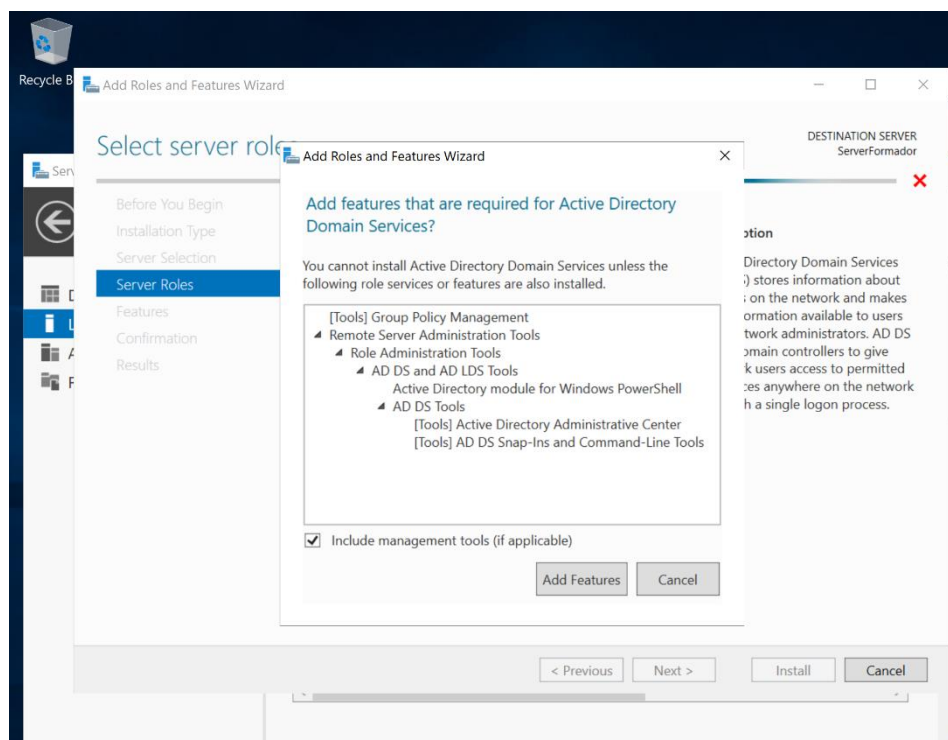 Recycle B
Add Roles and Features Wizard
Select server role
DESTINATION SERVER
ServerFormador
Serv
Before You Begin
Installation Type
Server Selection
Server Roles
Features
Confirmation
Results
Add Roles and Features Wizard
Add features that are required for Active Directory
Domain Services?
You cannot install Active Directory Domain Services unless the
following role services or features are also installed.
[Tools] Group Policy Management
Remote Server Administration Tools
Role Administration Tools
AD DS and AD LDS Tools
Active Directory module for Windows PowerShell
AD DS Tools
[Tools] Active Directory Administrative Center
[Tools] AD DS Snap-Ins and Command-Line Tools
Include management tools (if applicable)
Add Features
Cancel
ption
Directory Domain Services
) stores information about
on the network and makes
ormation available to users
twork administrators. AD DS
omain controllers to give
k users access to permitted
ces anywhere on the network
h a single logon process.
< Previous
Next >
Install
Cancel